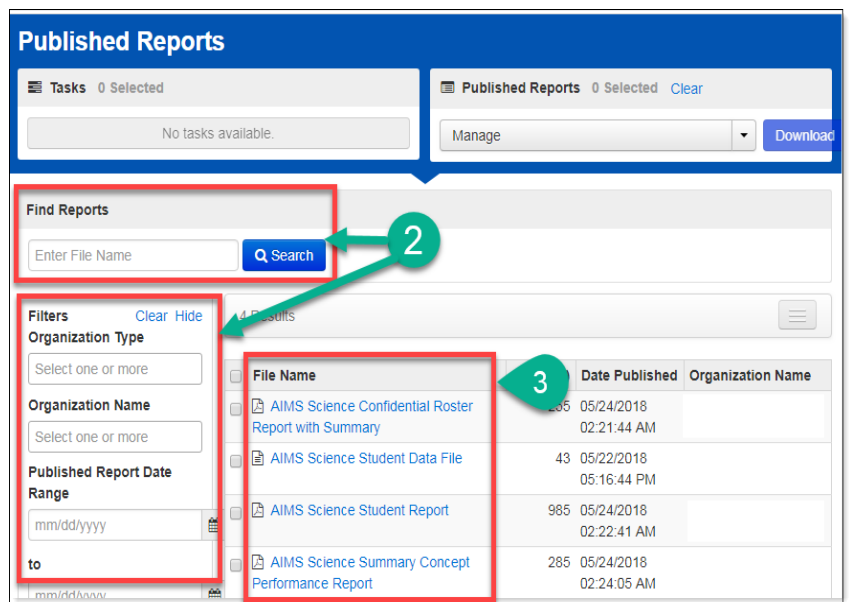 Published Reports
Tasks 0 Selected
Published Reports 0 Selected Clear
No tasks available.
Manage
Download
Find Reports
Enter File Name
Search
2
Filters Clear Hide
4 Results
Organization Type
Select one or more
File Name
3
Date Published
Organization Name
Organization Name
Select one or more
AIMS Science Confidential Roster
Report with Summary
05/24/2018
02:21:44 AM
AIMS Science Student Data File
43
05/22/2018
05:16:44 PM
Published Report Date
Range
mm/dd/yyyy
AIMS Science Student Report
985
05/24/2018
02:22:41 AM
to
mm/dd/yyyy
AIMS Science Summary Concept
Performance Report
285
05/24/2018
02:24:05 AM